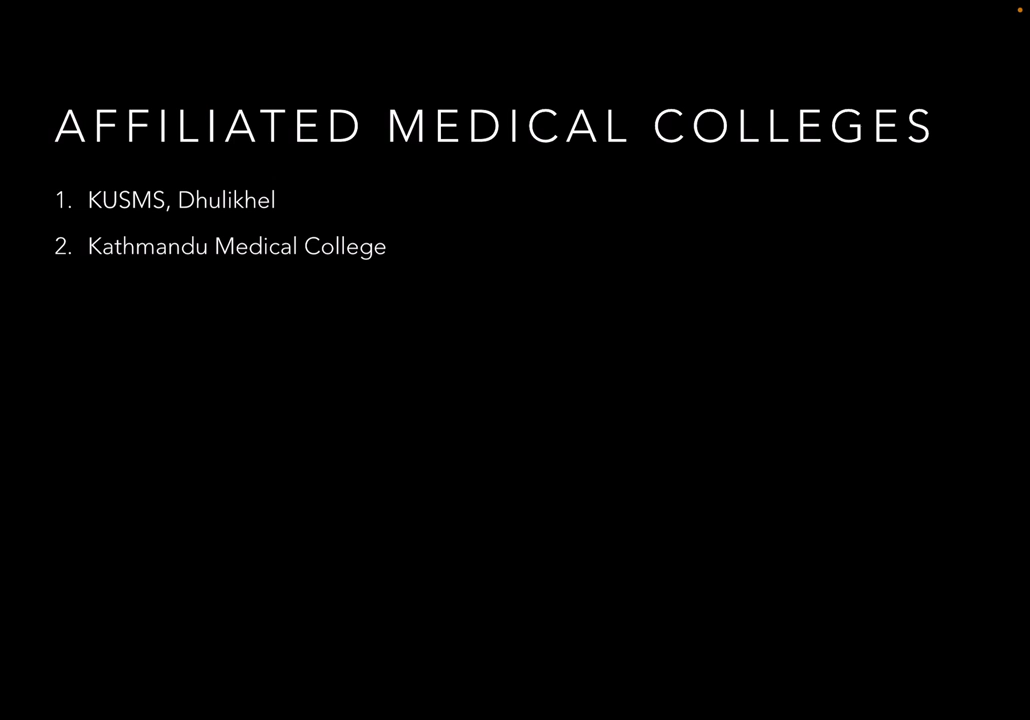 AFFILIATED MEDICAL COLLEGES
1. KUSMS, Dhulikhel
2. Kathmandu Medical College